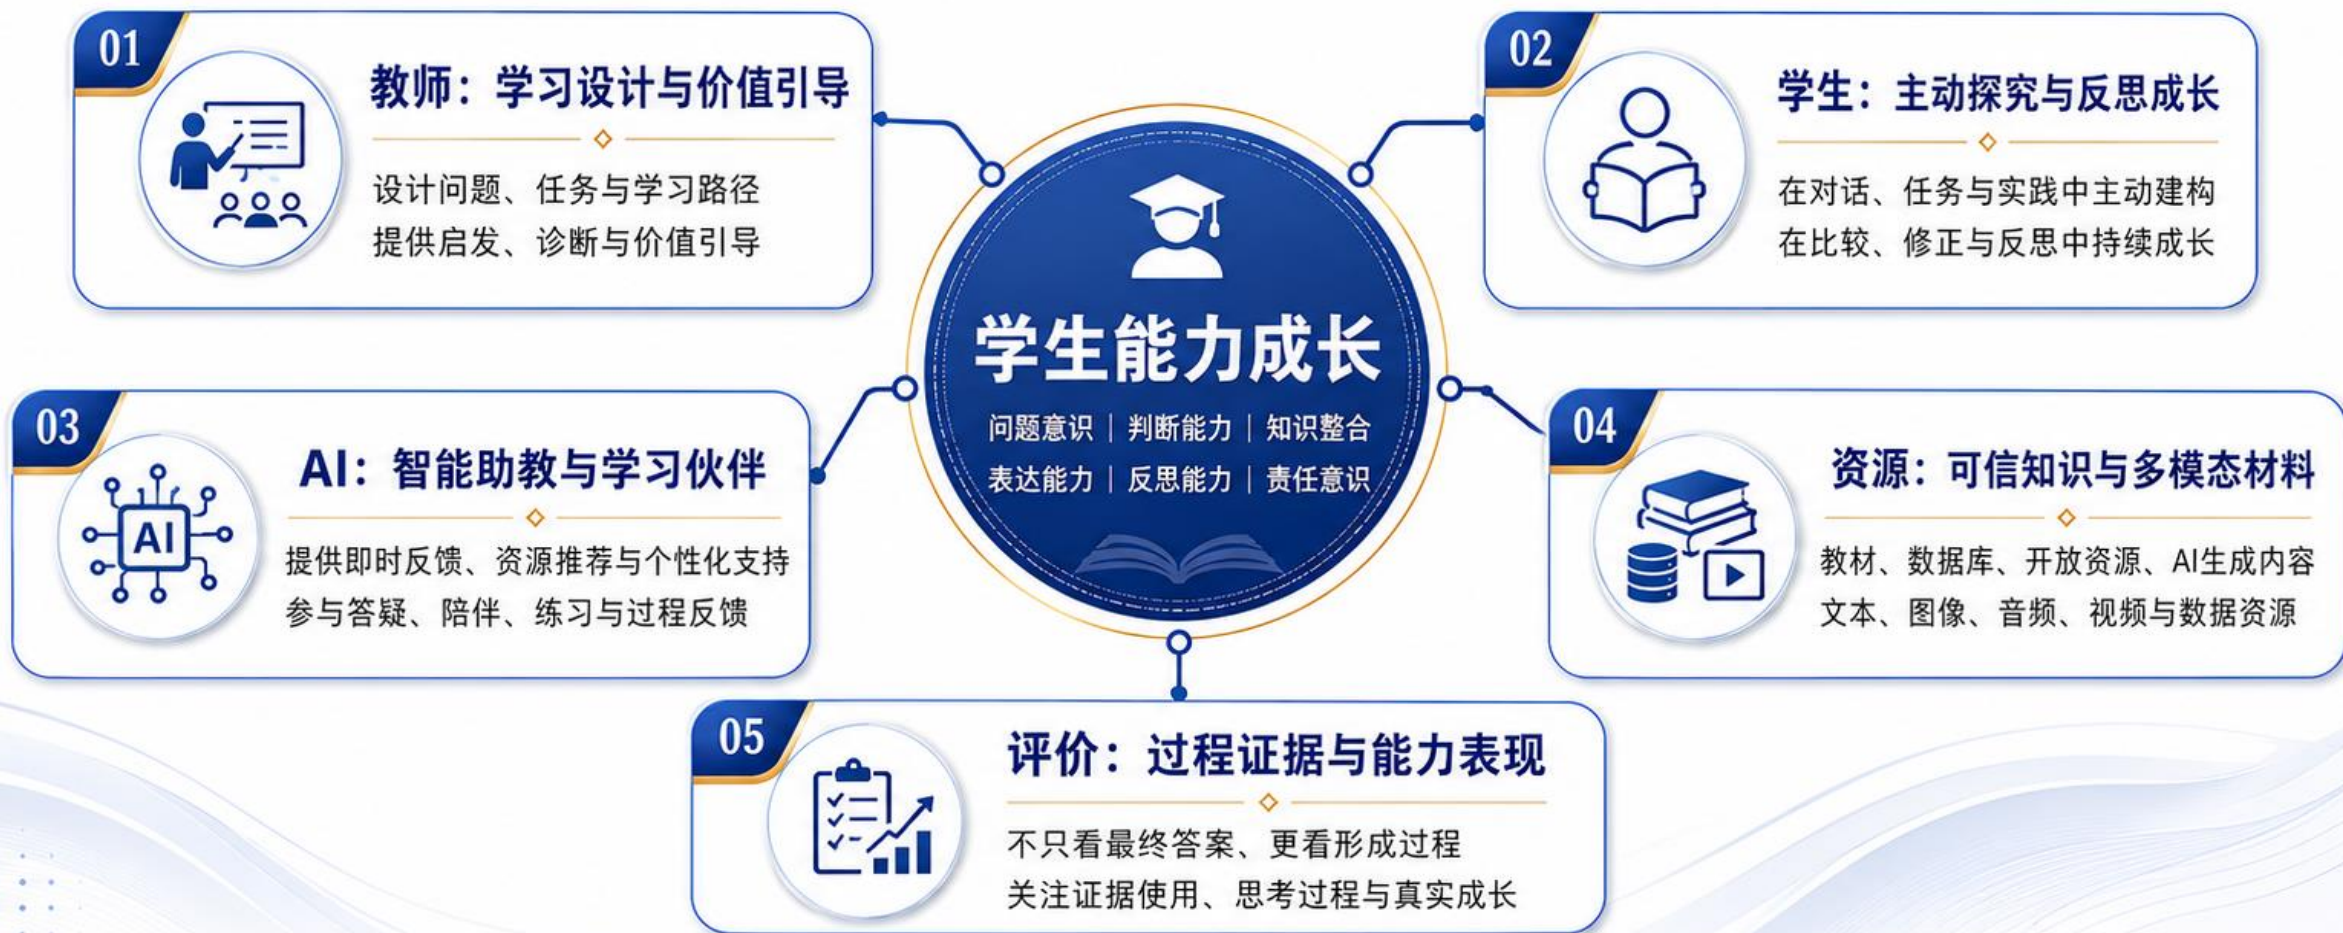 01
教师：学习设计与价值引导
设计问题、任务与学习路径
提供启发、诊断与价值引导
02
学生：主动探究与反思成长
在对话、任务与实践中主动建构
在比较、修正与反思中持续成长
学生能力成长
问题意识｜判断能力｜知识整合
表达能力｜反思能力｜责任意识
03
AI
AI：智能助教与学习伙伴
提供即时反馈、资源推荐与个性化支持
参与答疑、陪伴、练习与过程反馈
04
资源：可信知识与多模态材料
教材、数据库、开放资源、AI生成内容
文本、图像、音频、视频与数据资源
05
评价：过程证据与能力表现
不只看最终答案、更看形成过程
关注证据使用、思考过程与真实成长